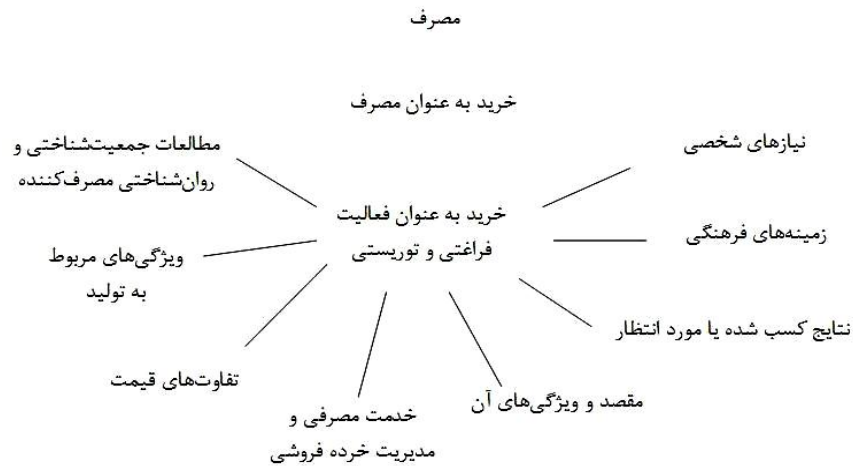 مصرف
خرید به عنوان مصرف
نیازهای شخصی
مطالعات جمعیت‌شناختی و
روان‌شناختی مصرف‌کننده
خرید به عنوان فعالیت
فراغتی و توریستی
زمینه‌های فرهنگی
ویژگی‌های مربوط
به تولید
نتایج کسب شده یا مورد انتظار
تفاوت‌های قیمت
مقصد و ویژگی‌های آن
خدمت مصرفی و
مدیریت خرده فروشی